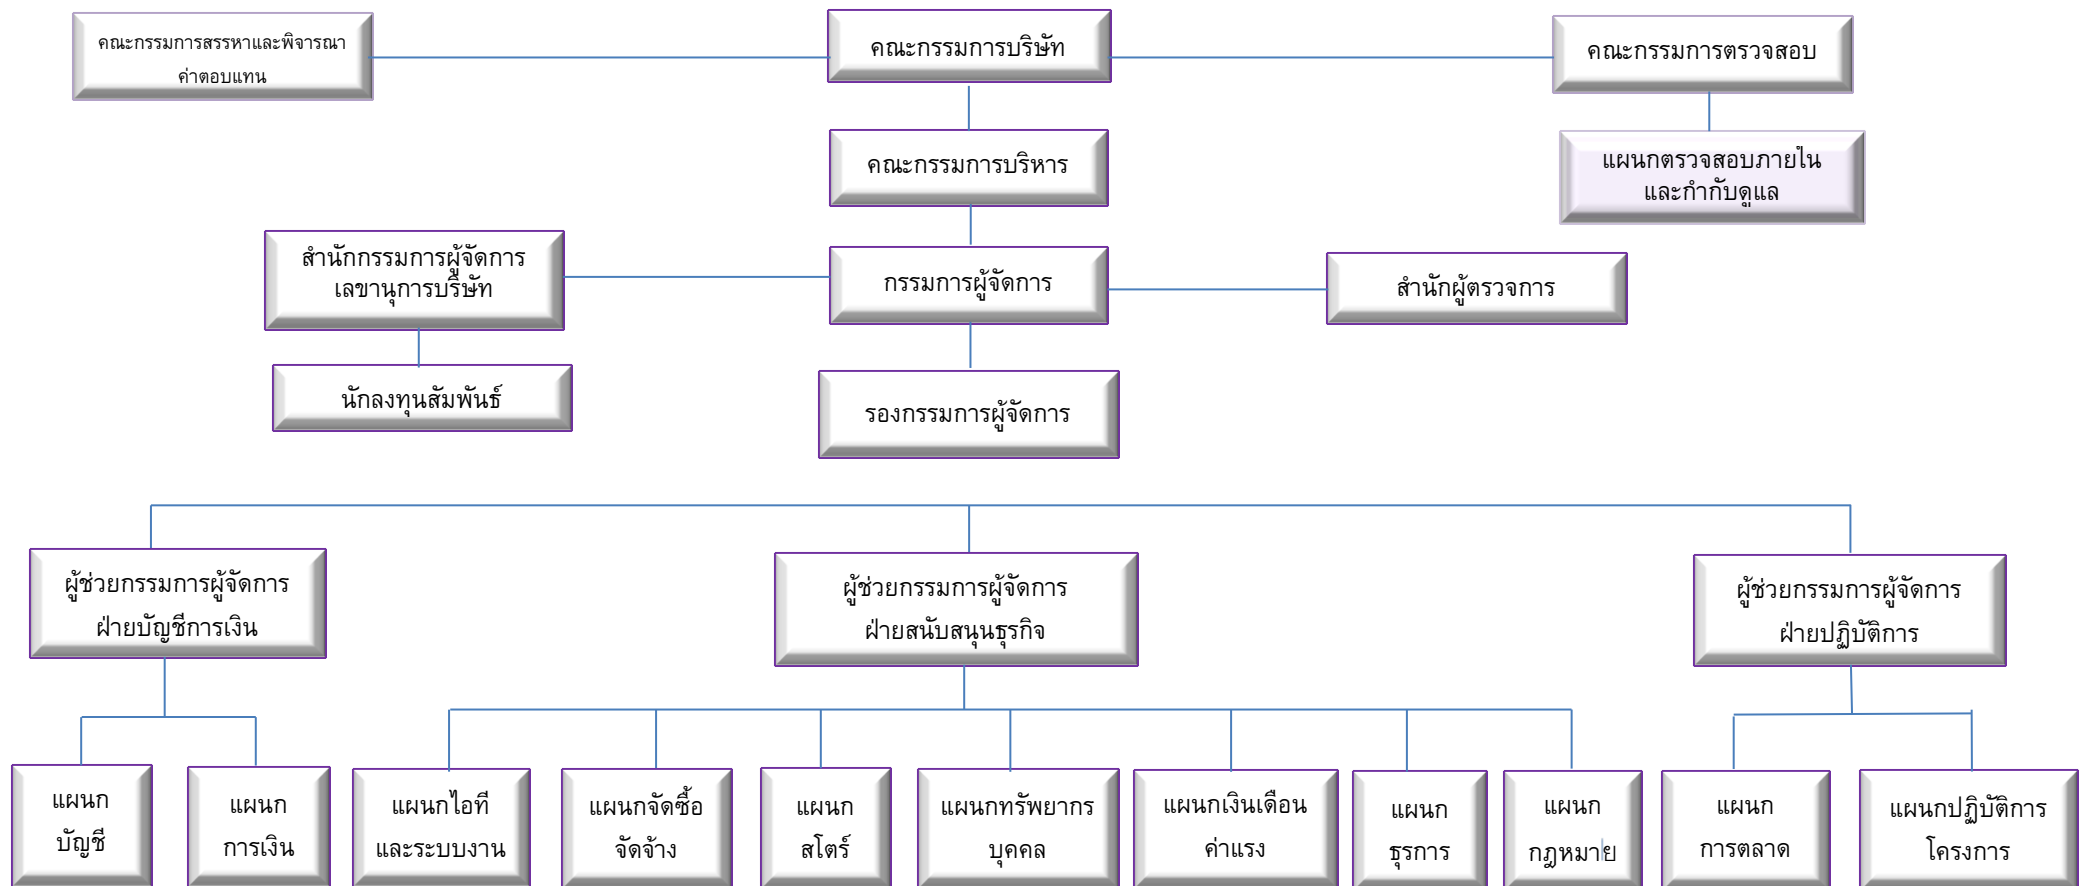 คณะกรรมการสรรหาและพิจารณา
ค่าตอบแทน
คณะกรรมการบริษัท
คณะกรรมการตรวจสอบ
คณะกรรมการบริหาร
แผนกตรวจสอบภายใน
และกำกับดูแล
สำนักกรรมการผู้จัดการ
เลขานุการบริษัท
กรรมการผู้จัดการ
สำนักผู้ตรวจการ
นักลงทุนสัมพันธ์
รองกรรมการผู้จัดการ
ผู้ช่วยกรรมการผู้จัดการ
ฝ่ายบัญชีการเงิน
ผู้ช่วยกรรมการผู้จัดการ
ฝ่ายสนับสนุนธุรกิจ
ผู้ช่วยกรรมการผู้จัดการ
ฝ่ายปฏิบัติการ
แผนก
บัญชี
แผนก
การเงิน
แผนกไอที
และระบบงาน
แผนกจัดซื้อ
จัดจ้าง
แผนก
สโตร์
แผนกทรัพยากร
บุคคล
แผนกเงินเดือน
ค่าแรง
แผนก
ธุรการ
แผนก
กฎหมาย
แผนก
การตลาด
แผนกปฏิบัติการ
โครงการ